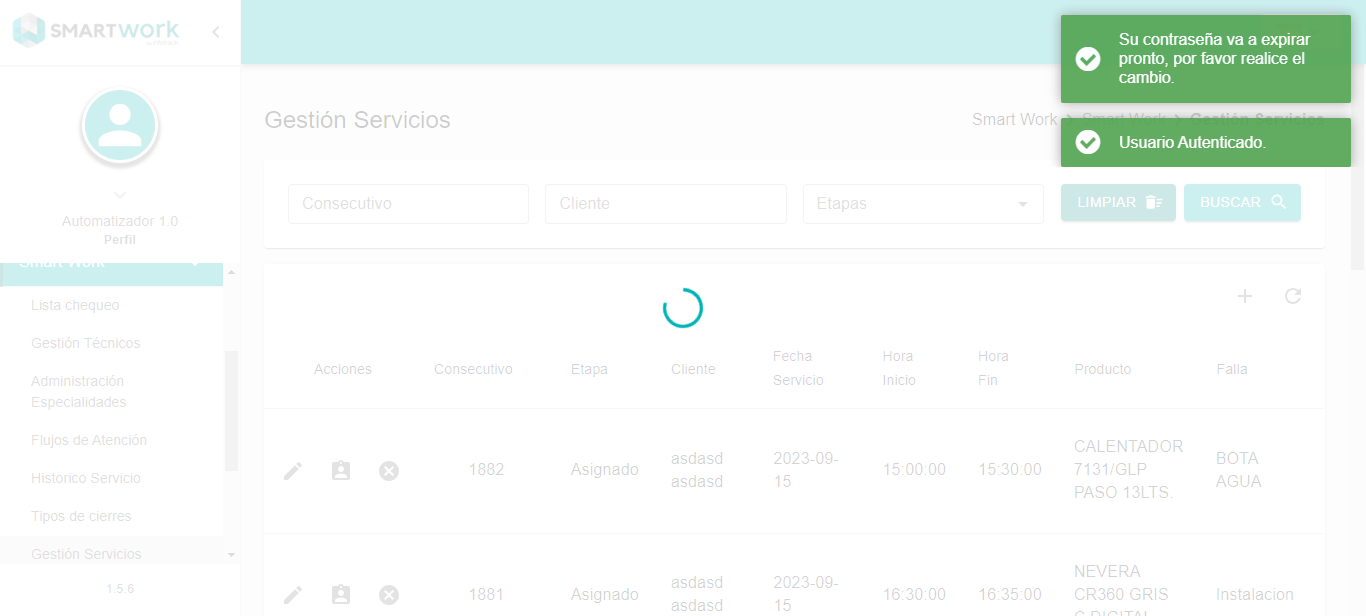 SMARTWORK
Su contraseña va a expirar
pronto, por favor realice el
cambio.
Gestión Servicios
Smart Work > Smart Work > Gestión Servicios
Usuario Autenticado.
Consecutivo
Cliente
Etapas
LIMPIAR
BUSCAR
Automatizador 1.0
Perfil
Smart Work
Lista chequeo
Gestión Técnicos
Administración
Especialidades
Flujos de Atención
Historico Servicio
Tipos de cierres
Gestión Servicios
1.5.6
Acciones
Consecutivo
Etapa
Cliente
Fecha
Servicio
Hora
Inicio
Hora
Fin
Producto
Falla
1882
Asignado
asdasd
asdasd
2023-09-
15
15:00:00
15:30:00
CALENTADOR
7131/GLP
PASO 13LTS.
BOTA
AGUA
1881
Asignado
asdasd
asdasd
2023-09-
15
16:30:00
16:35:00
NEVERA
CR360 GRIS
C.DIGITAL
Instalacion